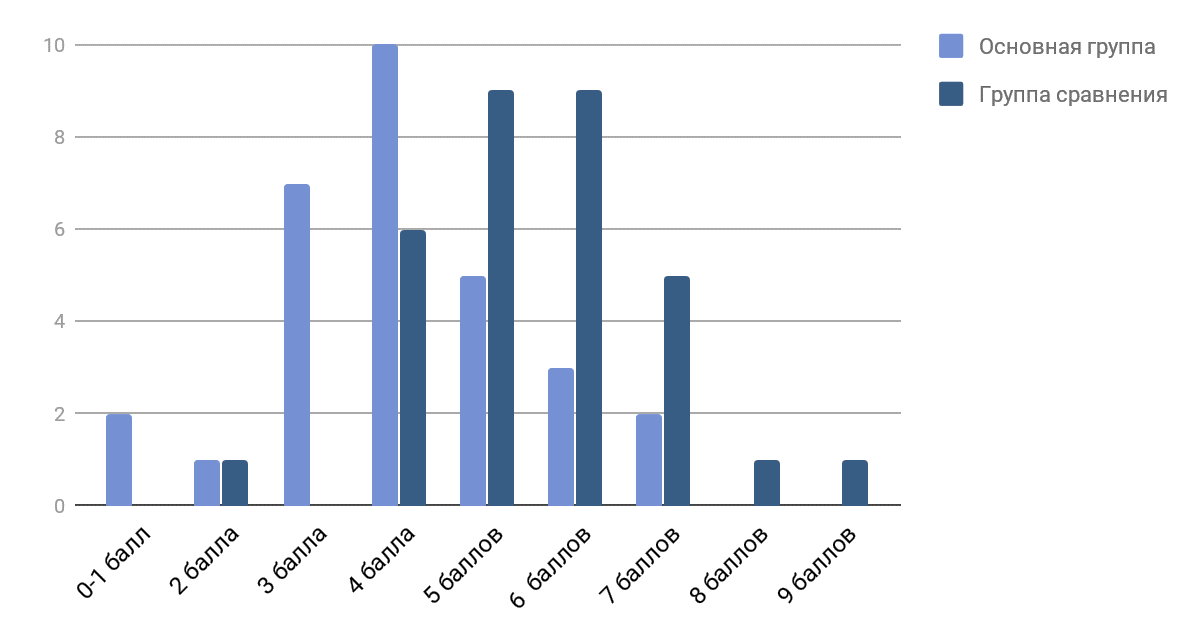 10
8
6
4
2
0
0-1 балл
2 балла
3 балла
4 балла
5 баллов
6 баллов
7 баллов
8 баллов
9 баллов
Основная группа
Группа сравнения